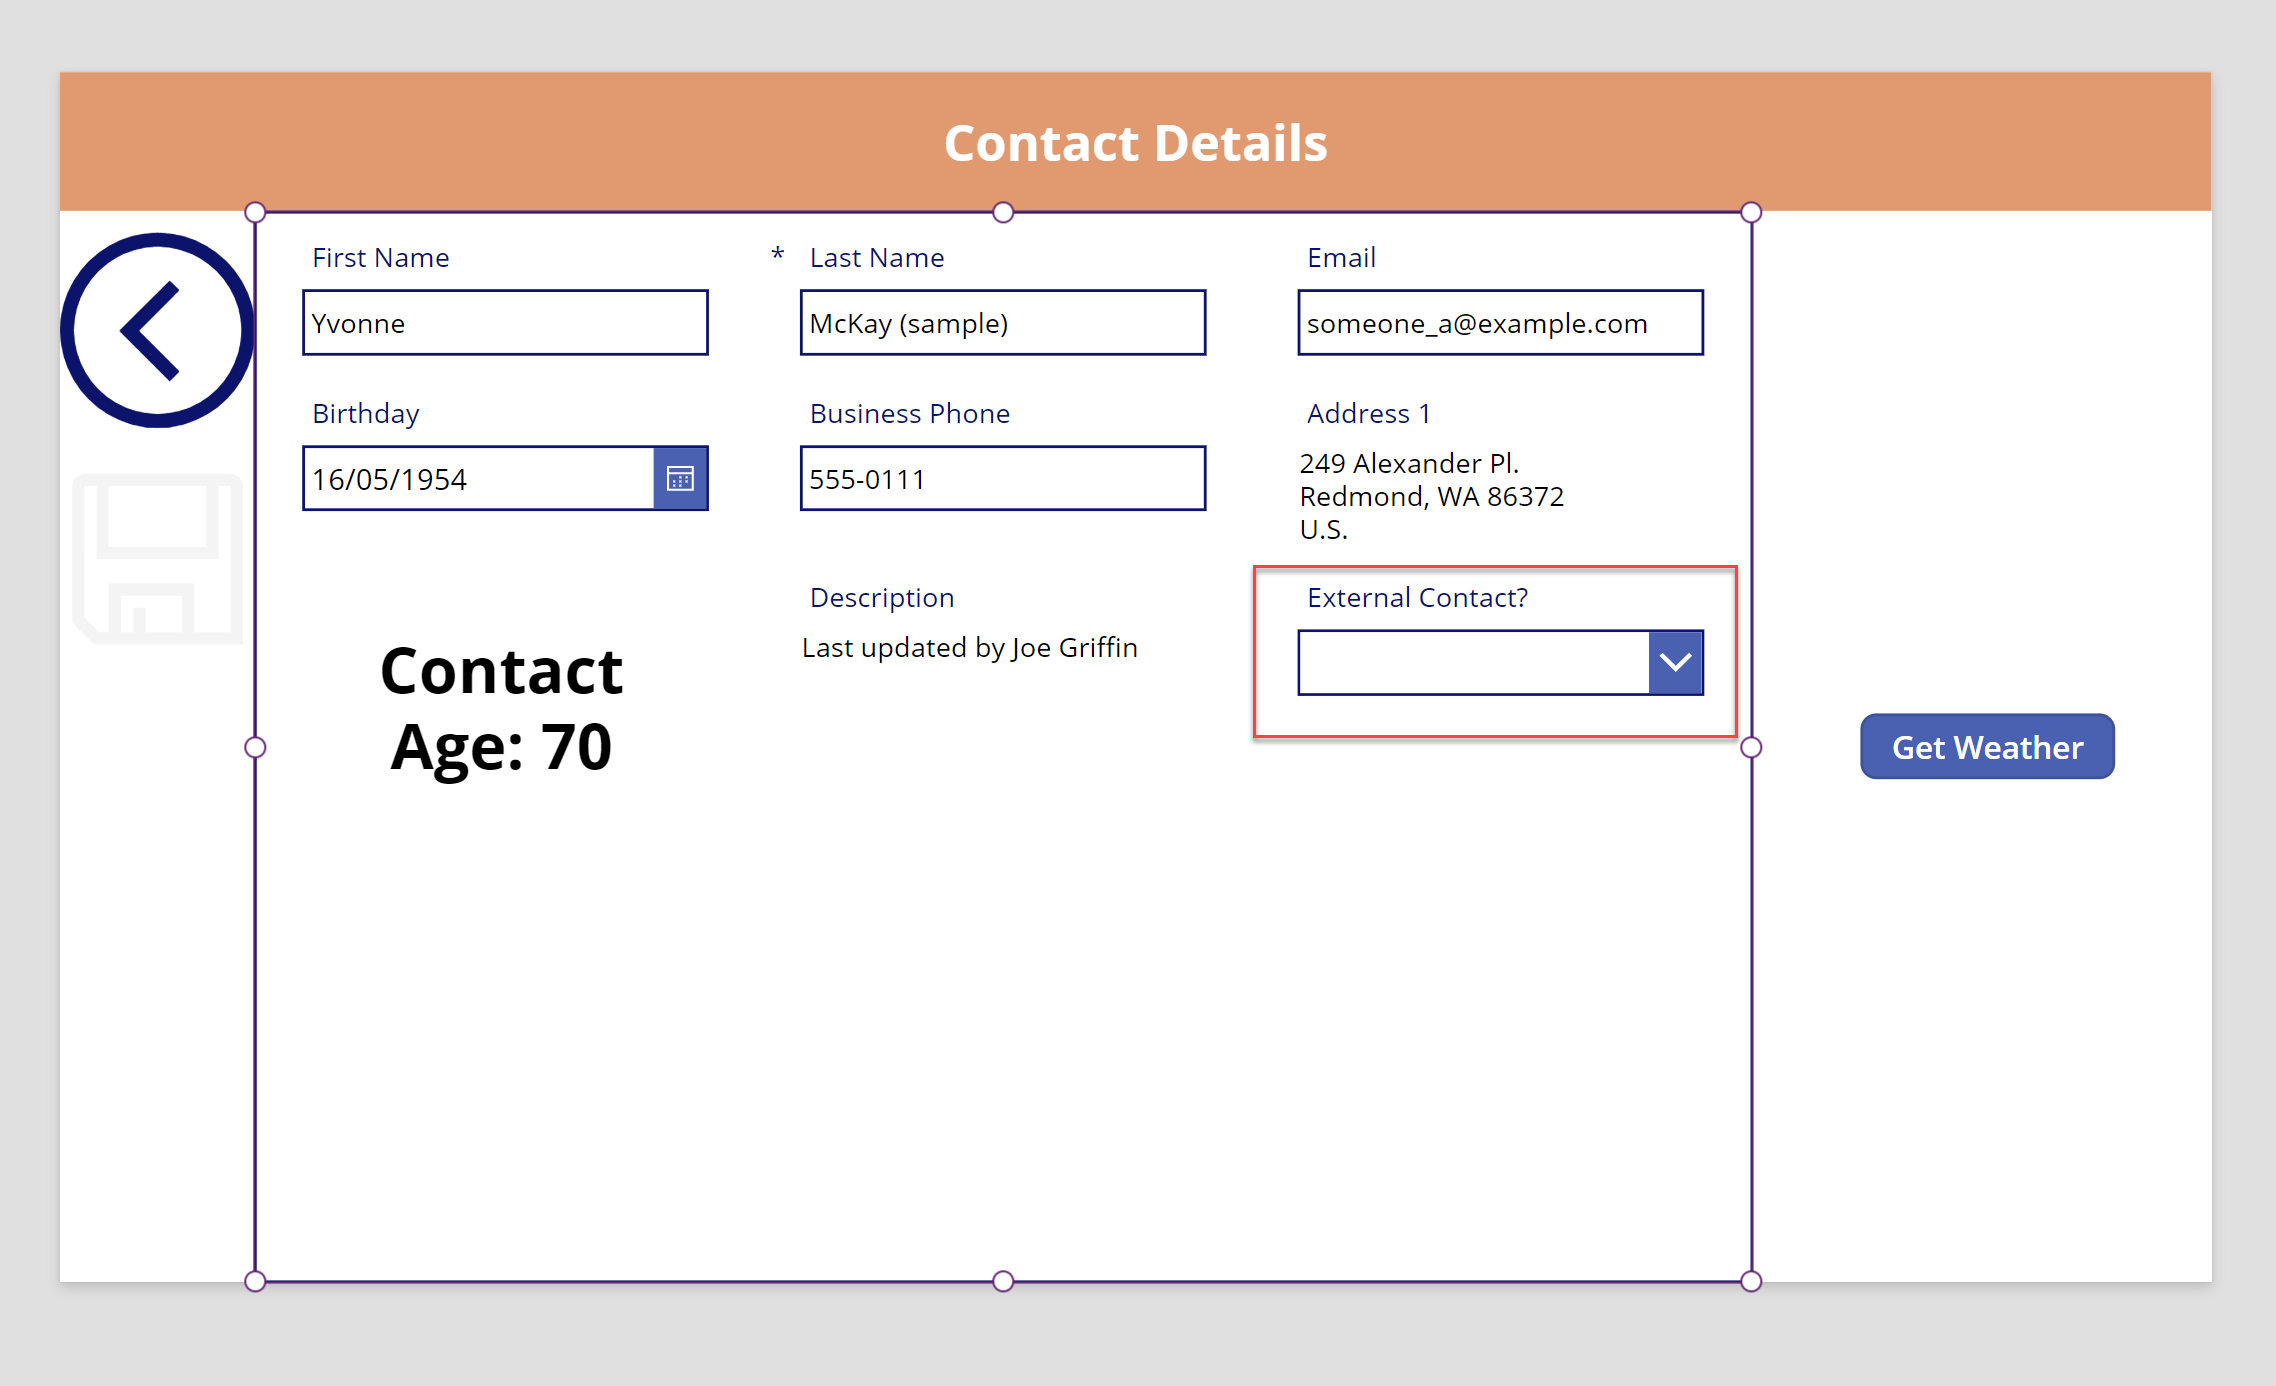 Contact Details
First Name
* Last Name
Email
Yvonne
McKay (sample)
someone_a@example.com
Birthday
Business Phone
Address 1
16/05/1954
555-0111
249 Alexander Pl.
Redmond, WA 86372
U.S.
Description
External Contact?
Last updated by Joe Griffin
Contact
Age: 70
Get Weather